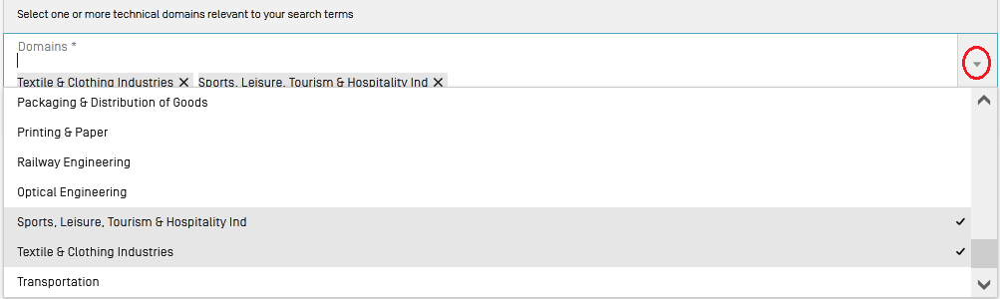 Select one or more technical domains relevant to your search terms
Domains *
Textile & Clothing Industries ✕ Sports, Leisure, Tourism & Hospitality Ind ✕
Packaging & Distribution of Goods
Printing & Paper
Railway Engineering
Optical Engineering
Sports, Leisure, Tourism & Hospitality Ind
Textile & Clothing Industries
Transportation